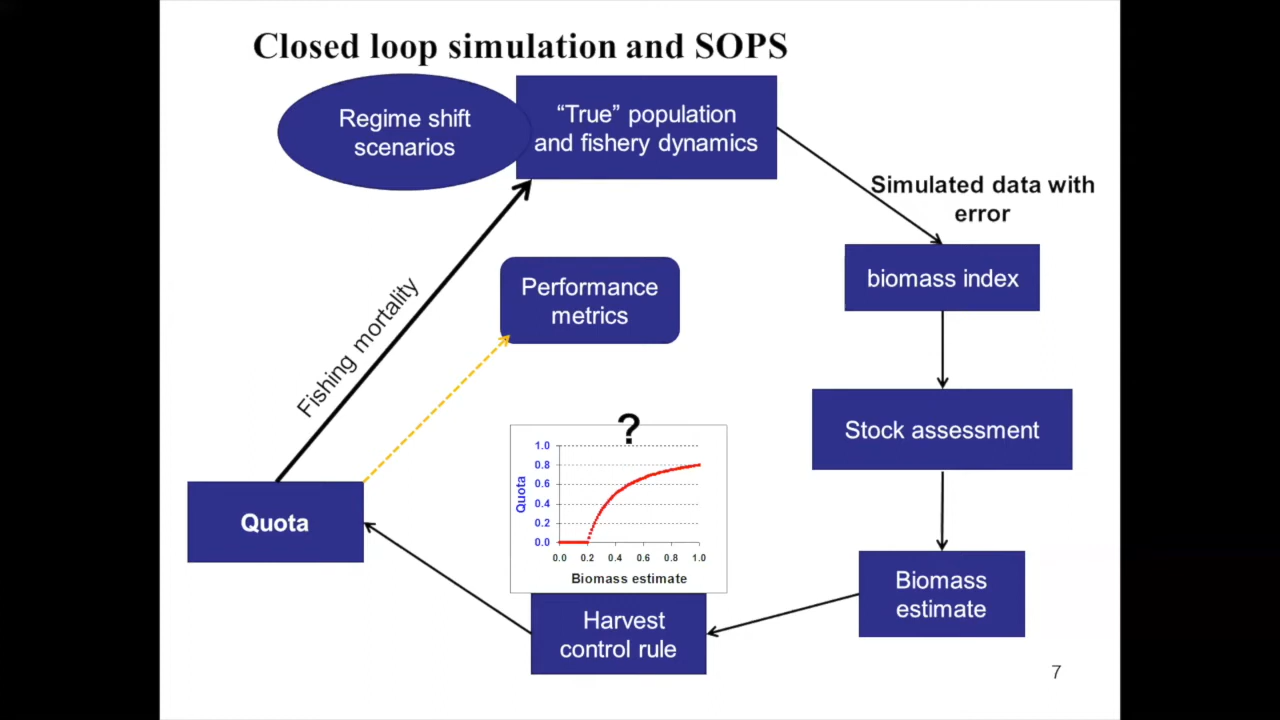 Closed loop simulation and SOPS
Regime shift
scenarios
“True” population
and fishery dynamics
Simulated data with
error
biomass index
Performance
metrics
Fishing mortality
Stock assessment
?
1.0
0.8
0.6
0.4
0.2
0.0
Quota
0.0 0.2 0.4 0.6 0.8 1.0
Biomass estimate
Quota
Biomass
estimate
Harvest
control rule
7